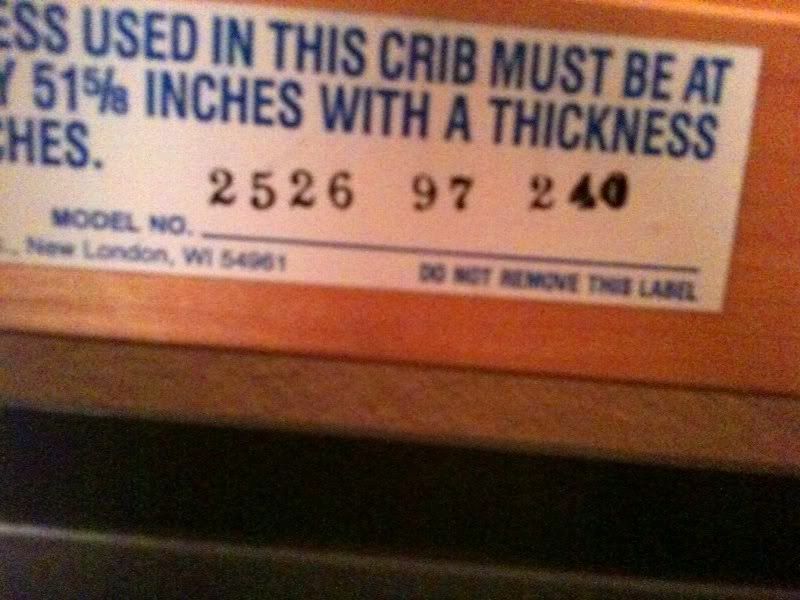 ESS USED IN THIS CRIB MUST BE AT
Y 51⅝ INCHES WITH A THICKNESS
CHES.
2526 97 240
MODEL NO.
., New London, WI 54961
DO NOT REMOVE THIS LABEL